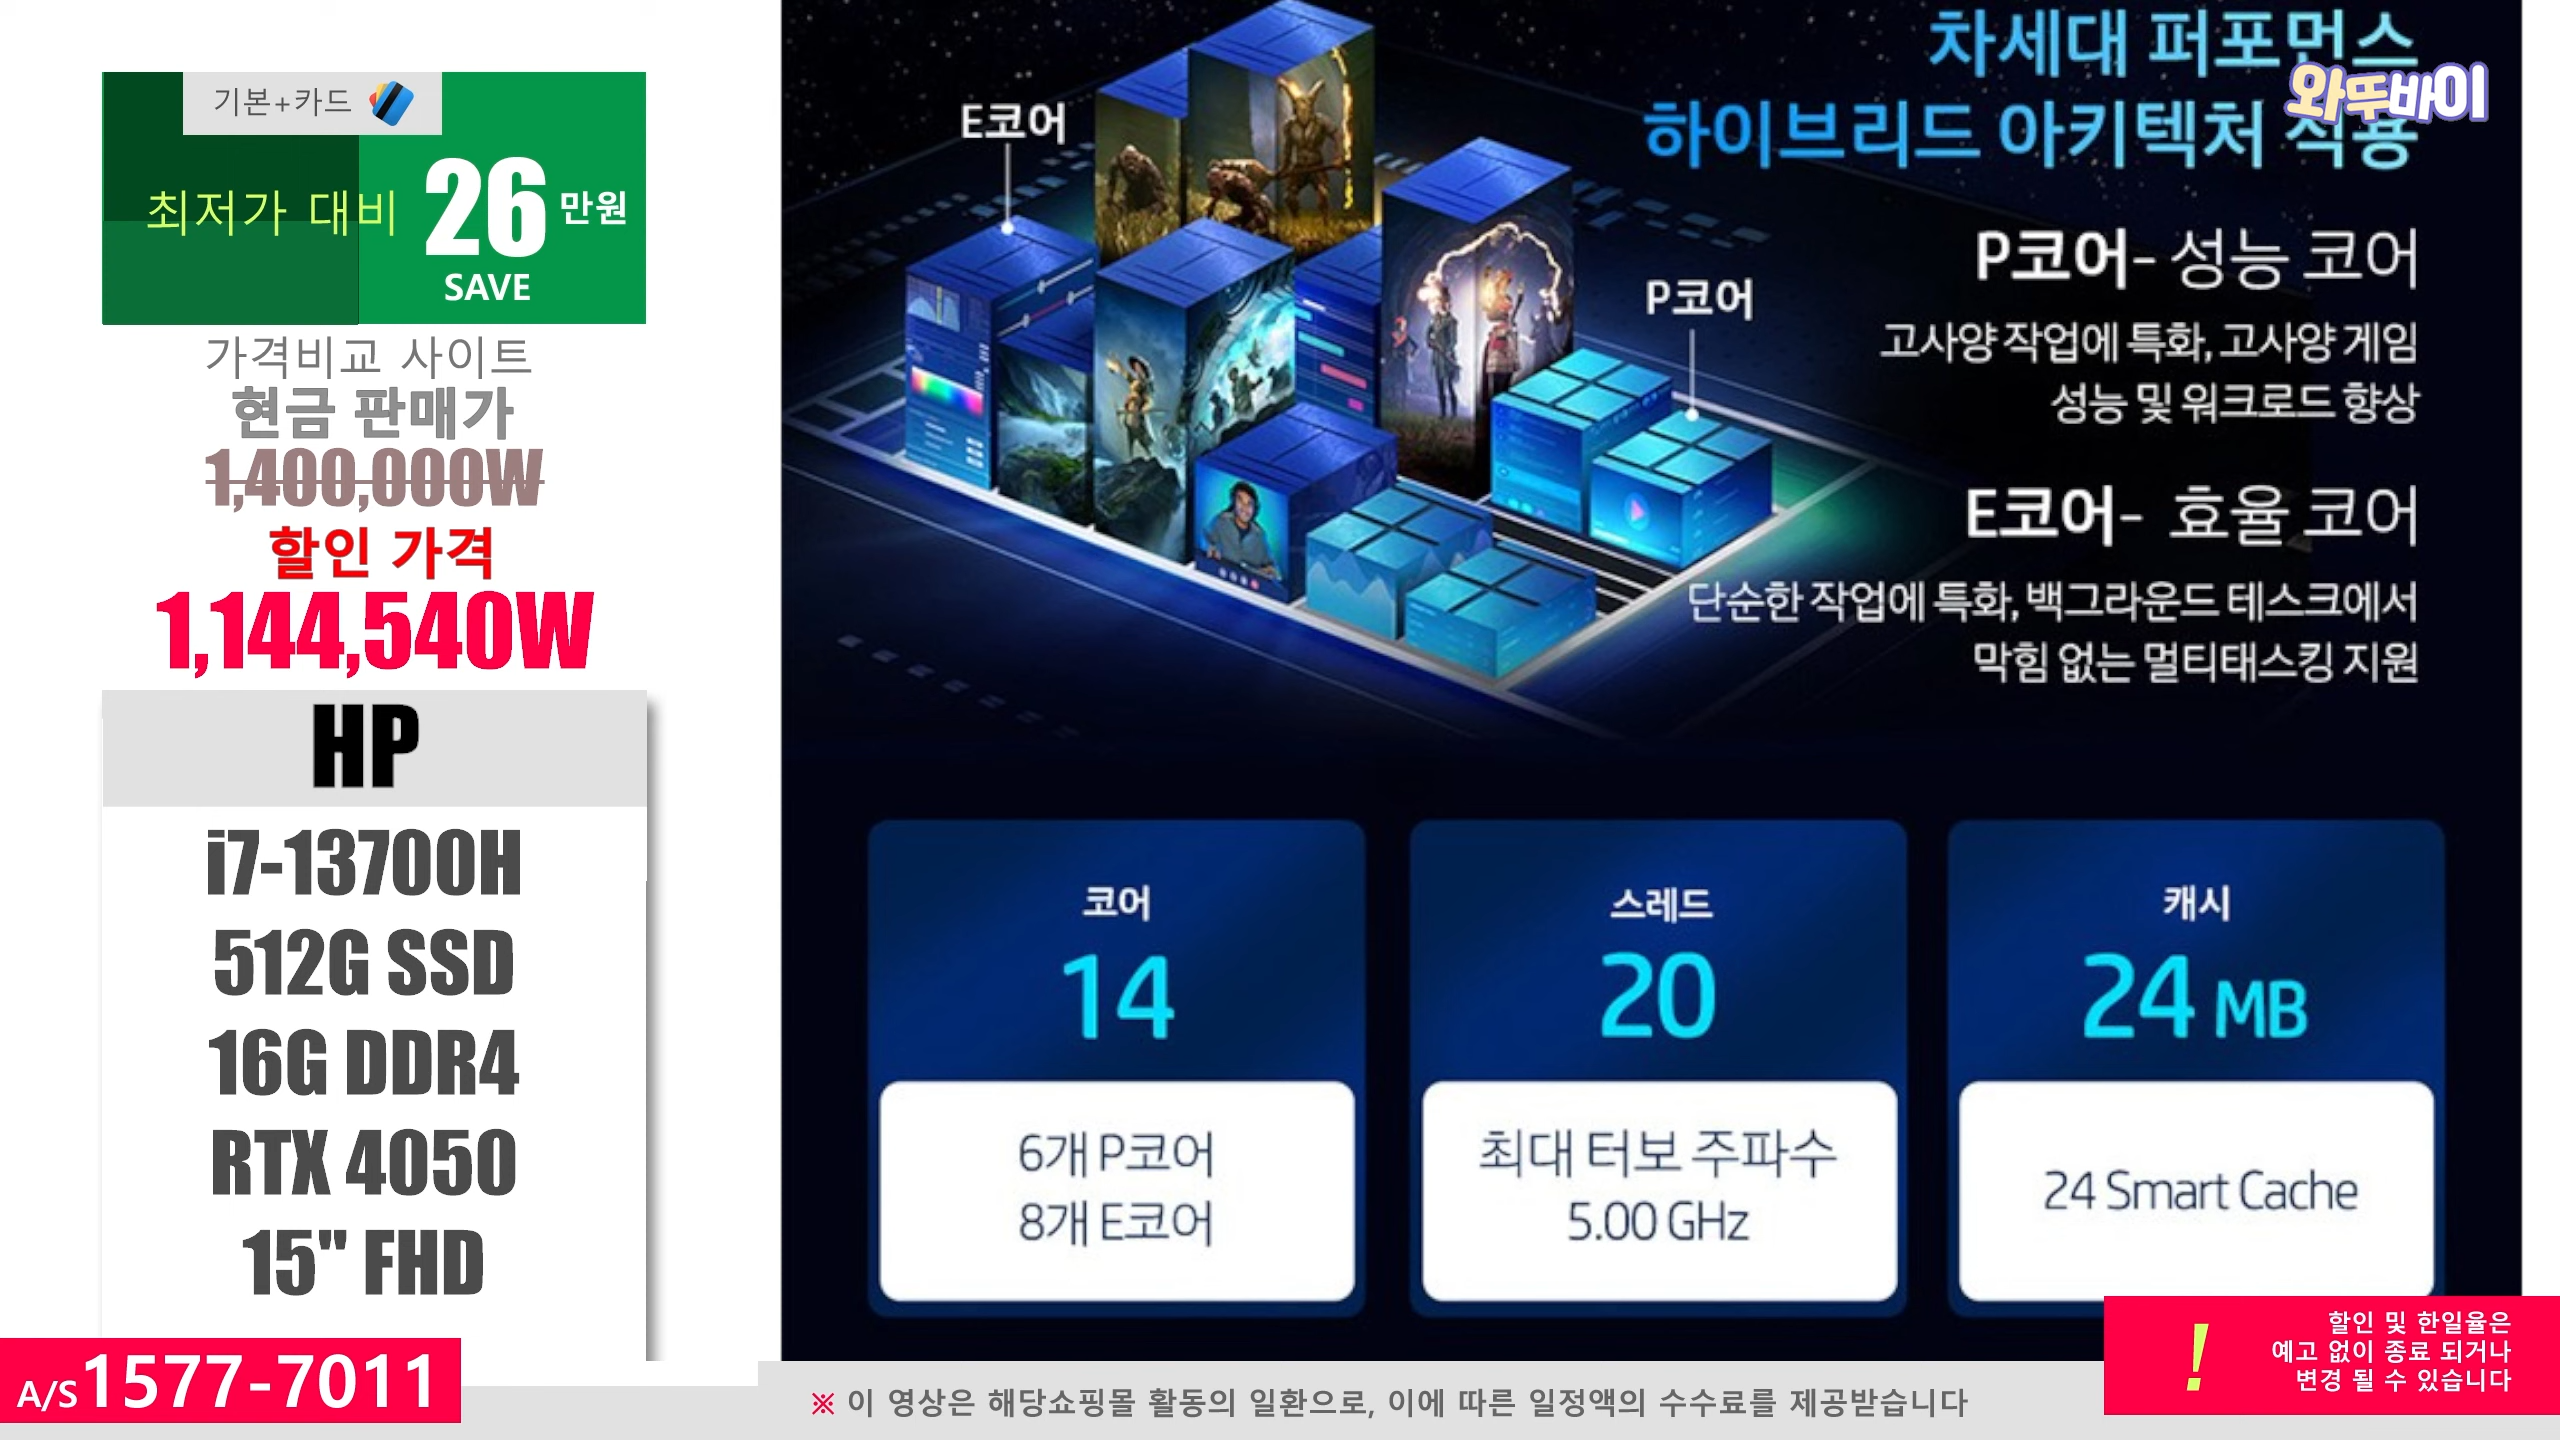 기본+카드
최저가 대비 26 만원
SAVE
가격비교 사이트
현금 판매가
1,400,000W
할인 가격
1,144,540W
HP
i7-13700H
512G SSD
16G DDR4
RTX 4050
15" FHD
A/S 1577-7011
차세대 퍼포먼스
와뚜바이
하이브리드 아키텍처 적용
E코어
P코어
P코어- 성능 코어
고사양 작업에 특화, 고사양 게임
성능 및 워크로드 향상
E코어- 효율 코어
단순한 작업에 특화, 백그라운드 테스크에서
막힘 없는 멀티태스킹 지원
코어
14
6개 P코어
8개 E코어
스레드
20
최대 터보 주파수
5.00 GHz
캐시
24 MB
24 Smart Cache
※ 이 영상은 해당쇼핑몰 활동의 일환으로, 이에 따른 일정액의 수수료를 제공받습니다
!
할인 및 한일율은
예고 없이 종료 되거나
변경 될 수 있습니다